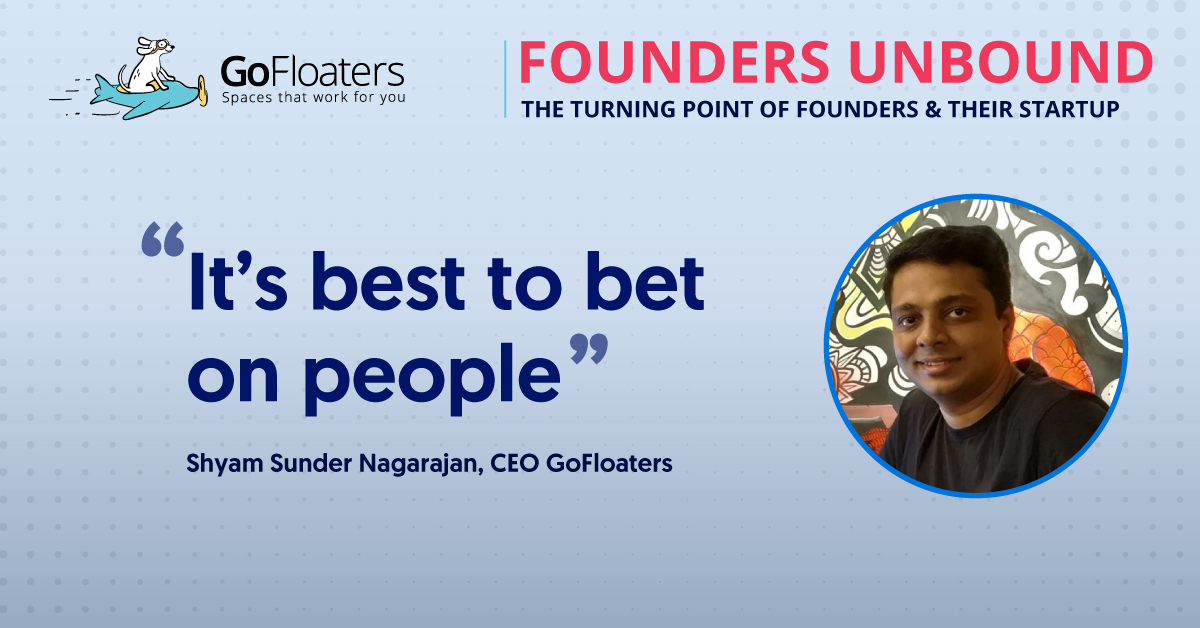 GoFloaters
Spaces that work for you
FOUNDERS UNBOUND
THE TURNING POINT OF FOUNDERS & THEIR STARTUP
“It’s best to bet
on people”
Shyam Sunder Nagarajan, CEO GoFloaters